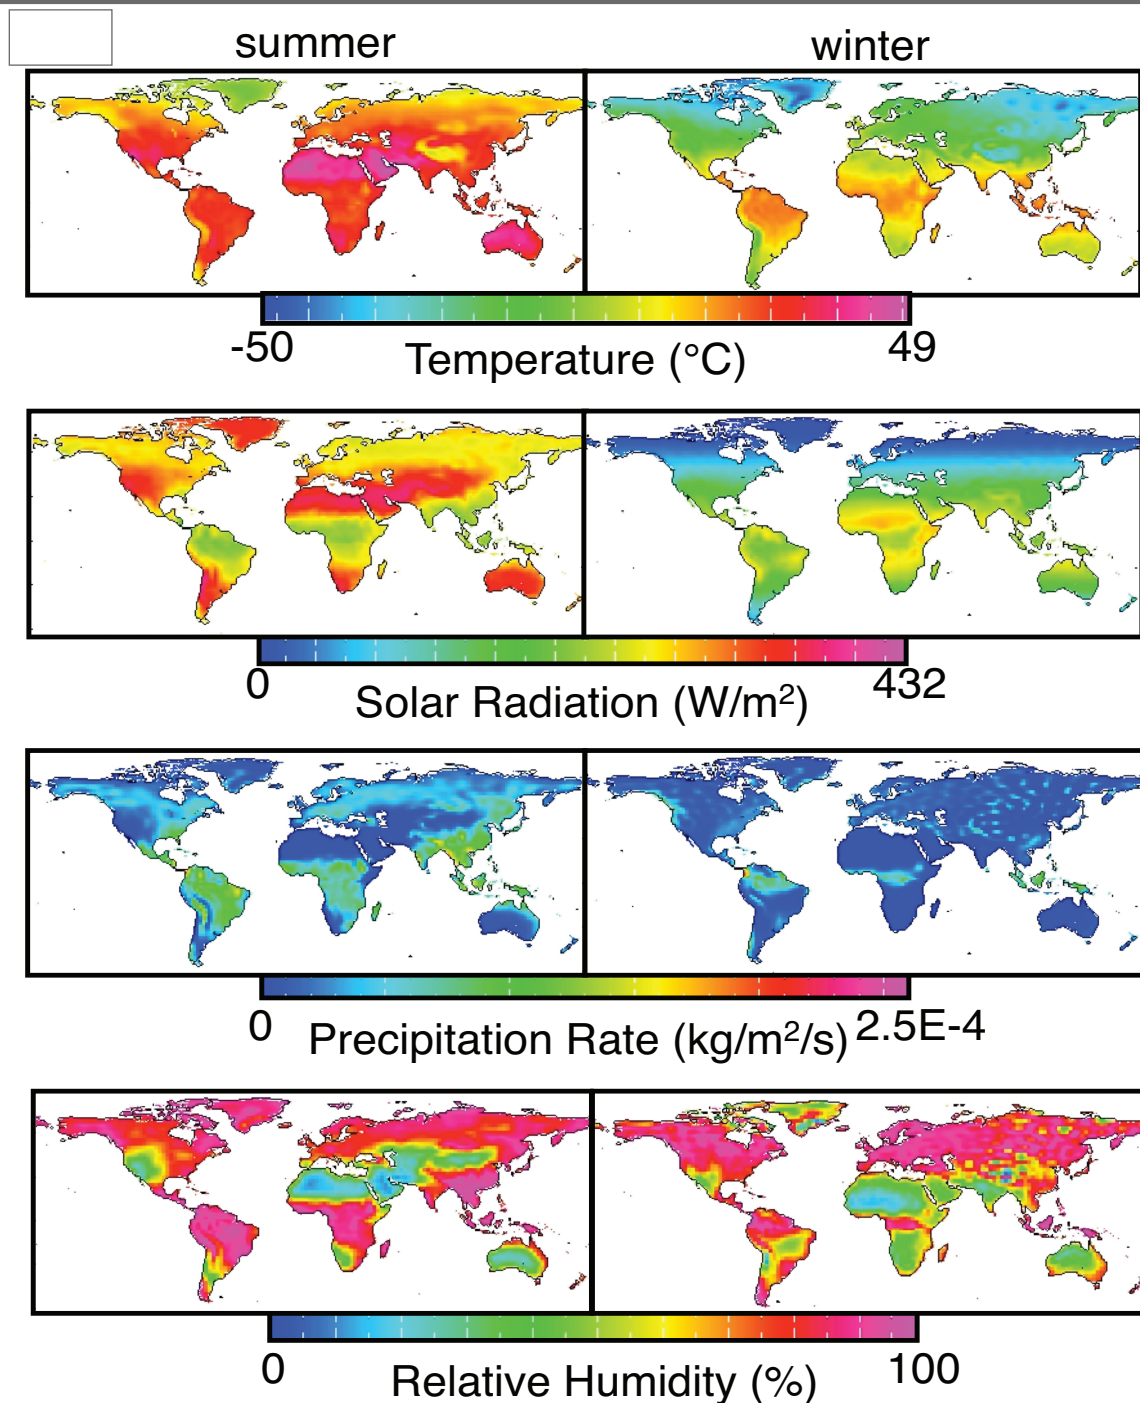 summer winter
-50 Temperature (°C) 49
0 Solar Radiation (W/m²) 432
0 Precipitation Rate (kg/m²/s) 2.5E-4
0 Relative Humidity (%) 100